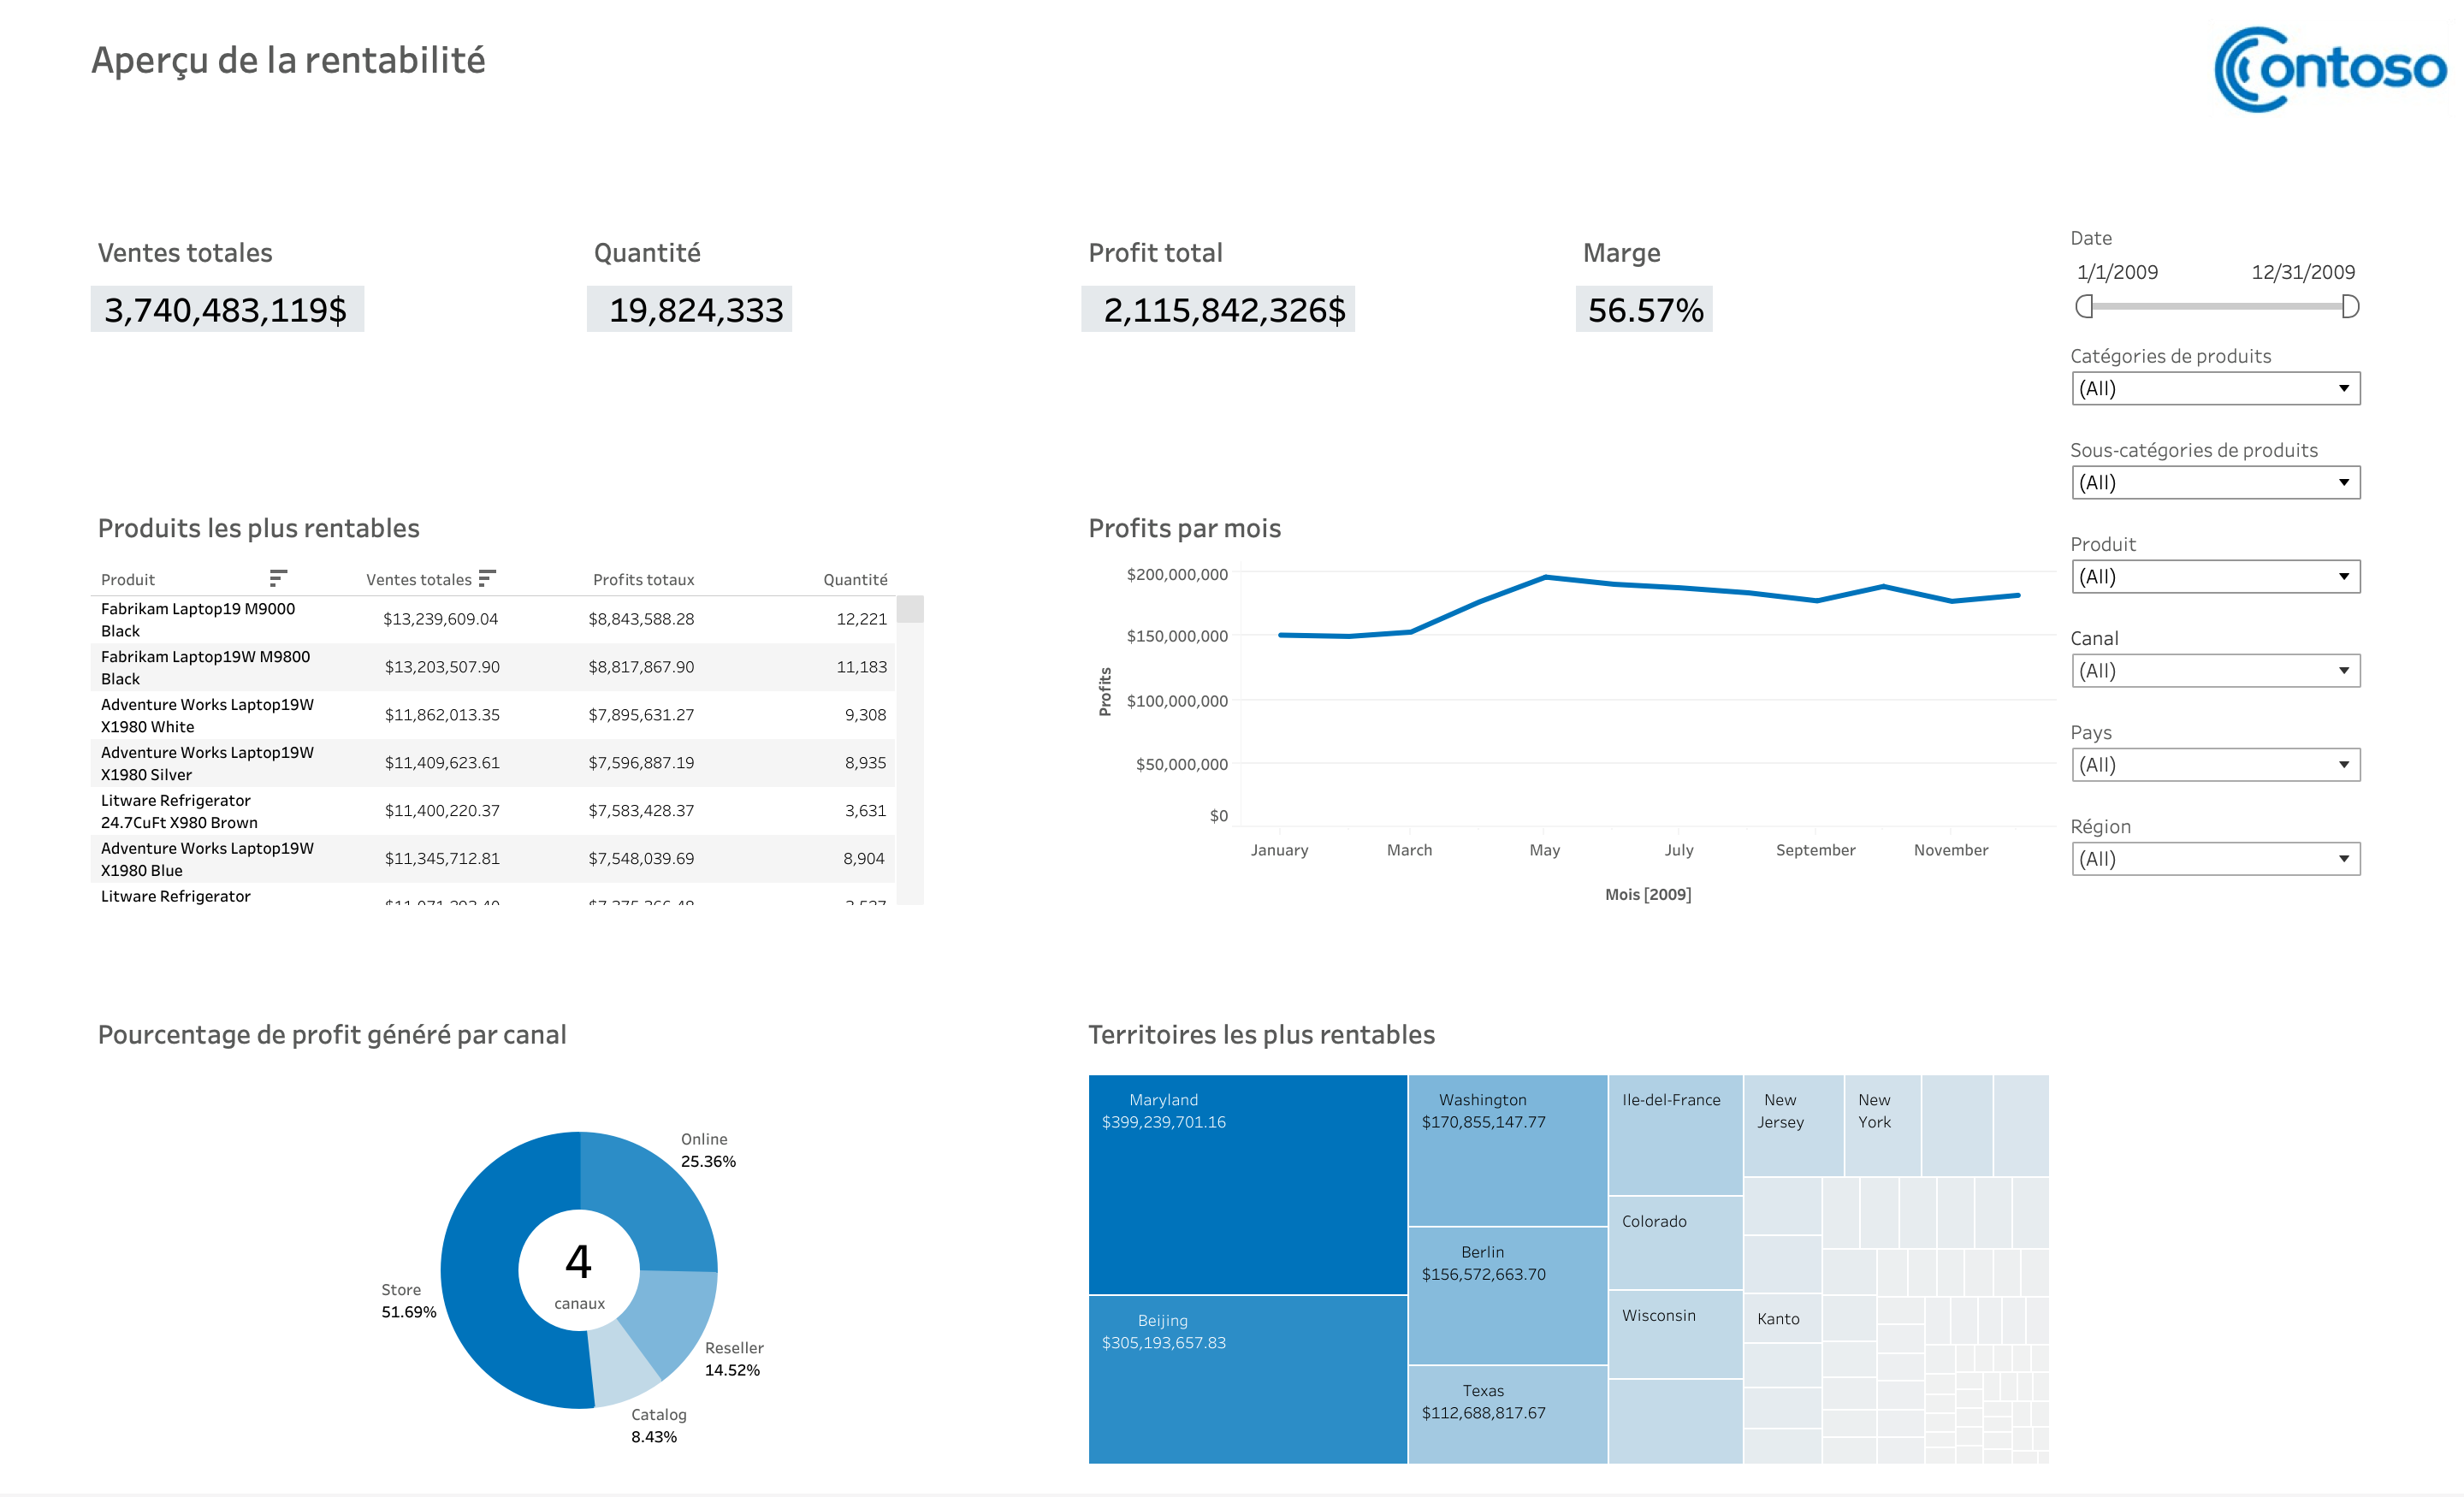 Aperçu de la rentabilité
Contoso
Ventes totales
3,740,483,119$
Quantité
19,824,333
Profit total
2,115,842,326$
Marge
56.57%
Date
1/1/2009 12/31/2009
Catégories de produits
(All)
Sous-catégories de produits
(All)
Produit
(All)
Canal
(All)
Pays
(All)
Région
(All)
Produits les plus rentables
Produit Ventes totales Profits totaux Quantité
Fabrikam Laptop19 M9000
Black
$13,239,609.04 $8,843,588.28 12,221
Fabrikam Laptop19W M9800
Black
$13,203,507.90 $8,817,867.90 11,183
Adventure Works Laptop19W
X1980 White
$11,862,013.35 $7,895,631.27 9,308
Adventure Works Laptop19W
X1980 Silver
$11,409,623.61 $7,596,887.19 8,935
Litware Refrigerator
24.7CuFt X980 Brown
$11,400,220.37 $7,583,428.37 3,631
Adventure Works Laptop19W
X1980 Blue
$11,345,712.81 $7,548,039.69 8,904
Litware Refrigerator
Profits par mois
Profits
$200,000,000
$150,000,000
$100,000,000
$50,000,000
$0
January March May July September November
Mois [2009]
Pourcentage de profit généré par canal
Online
25.36%
Store
51.69%
4
canaux
Reseller
14.52%
Catalog
8.43%
Territoires les plus rentables
Maryland
$399,239,701.16
Beijing
$305,193,657.83
Washington
$170,855,147.77
Berlin
$156,572,663.70
Texas
$112,688,817.67
Ile-del-France
Colorado
Wisconsin
New
Jersey
New
York
Kanto